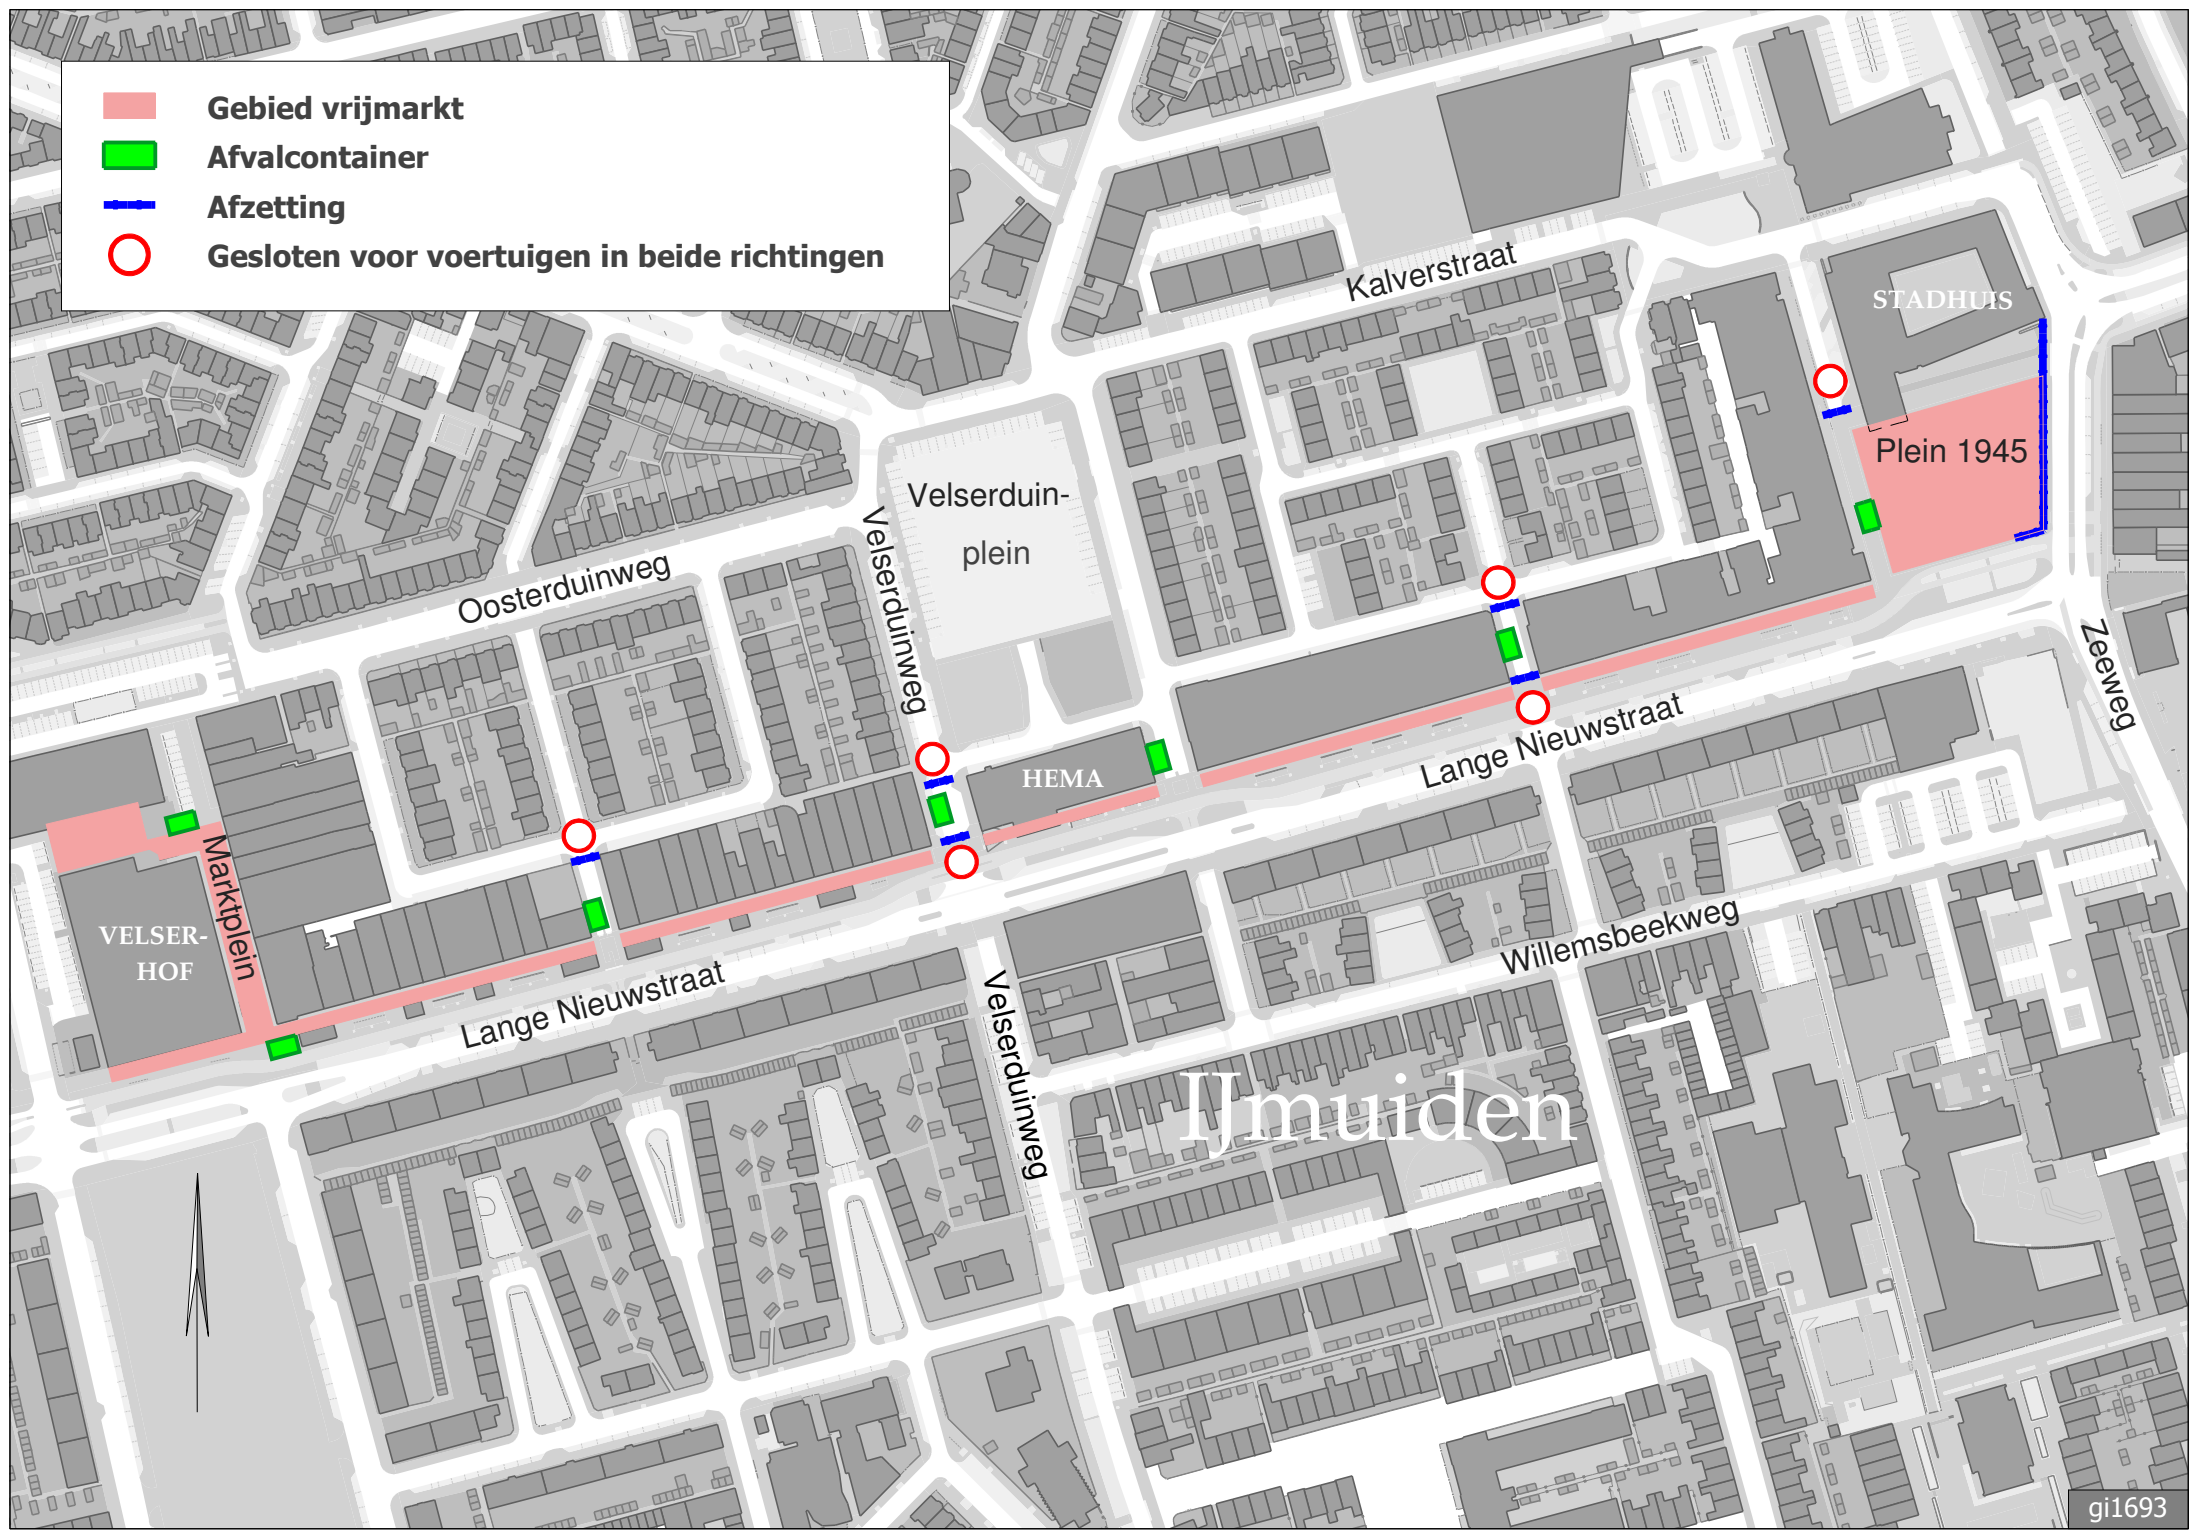 Gebied vrijmarkt
Afvalcontainer
Afzetting
Gesloten voor voertuigen in beide richtingen
Kalverstraat
STADHUIS
Plein 1945
Velserduin-
plein
Velserduinweg
Oosterduinweg
Zeeweg
Lange Nieuwstraat
HEMA
Marktplein
VELSER-
HOF
Willemsbeekweg
Lange Nieuwstraat
Velserduinweg
IJmuiden
gi1693